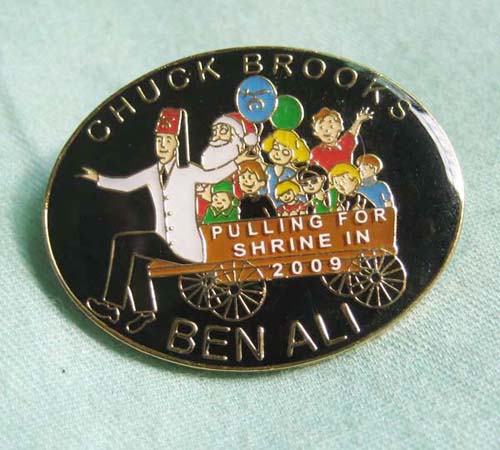 CHUCK BROOKS
PULLING FOR
SHRINE IN
2009
BEN ALI